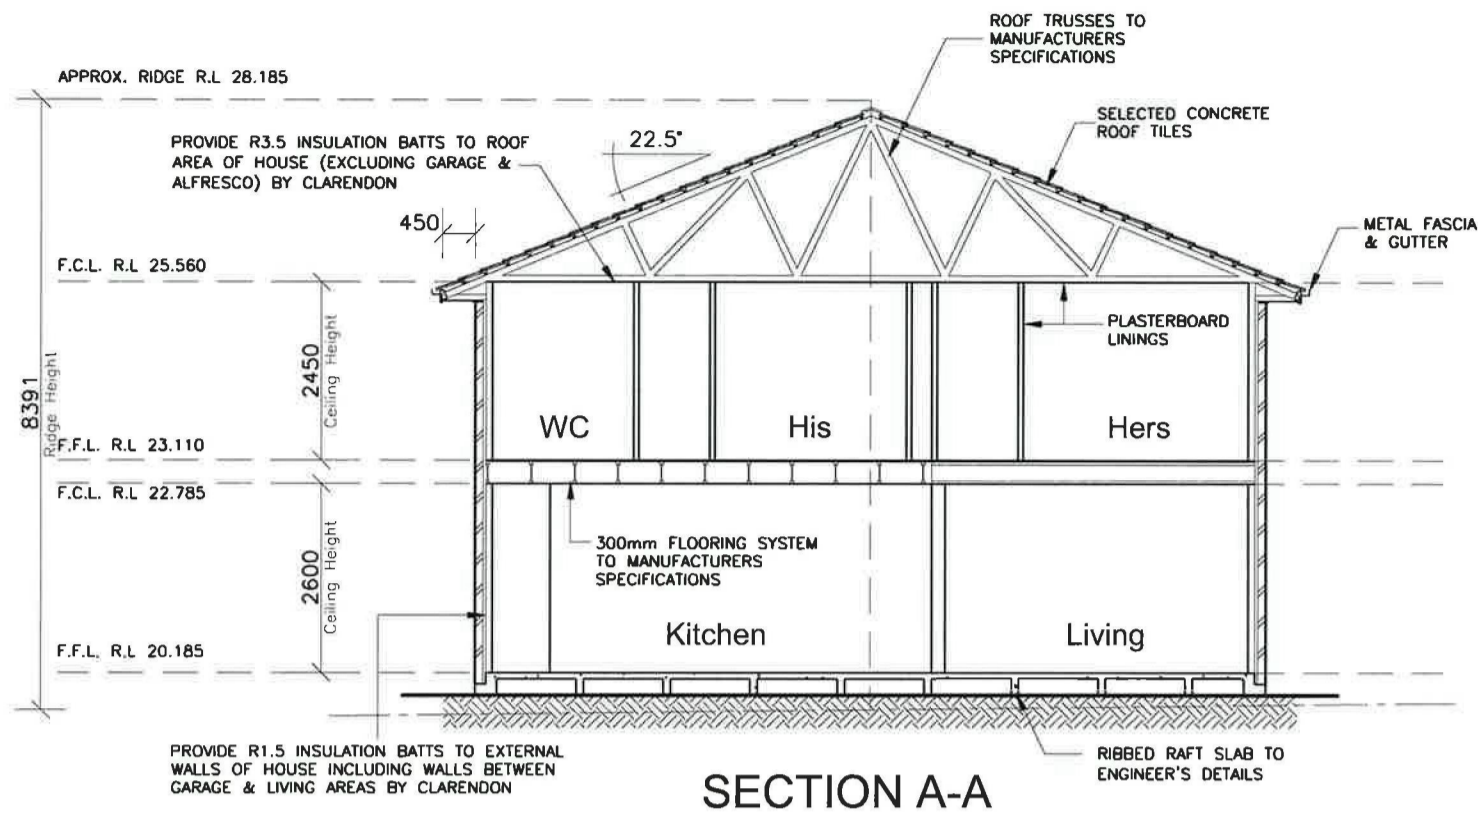 ROOF TRUSSES TO
MANUFACTURERS
SPECIFICATIONS
APPROX. RIDGE R.L 28.185
SELECTED CONCRETE
ROOF TILES
PROVIDE R3.5 INSULATION BATTS TO ROOF
AREA OF HOUSE (EXCLUDING GARAGE &
ALFRESCO) BY CLARENDON
22.5°
450
METAL FASCIA
& GUTTER
F.C.L. R.L 25.560
PLASTERBOARD
LININGS
2450
Ceiling Height
8391
Ridge Height
WC
His
Hers
F.F.L. R.L 23.110
F.C.L. R.L 22.785
300mm FLOORING SYSTEM
TO MANUFACTURERS
SPECIFICATIONS
2600
Ceiling Height
Kitchen
Living
F.F.L. R.L 20.185
PROVIDE R1.5 INSULATION BATTS TO EXTERNAL
WALLS OF HOUSE INCLUDING WALLS BETWEEN
GARAGE & LIVING AREAS BY CLARENDON
RIBBED RAFT SLAB TO
ENGINEER'S DETAILS
SECTION A-A